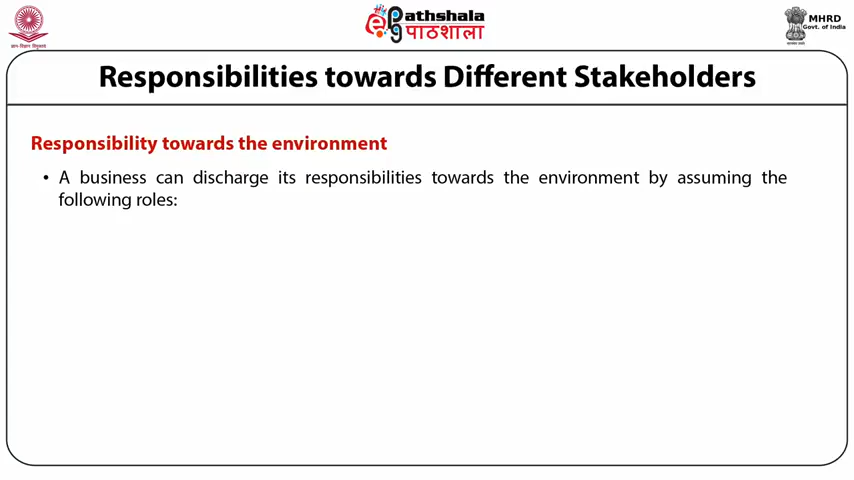 ePathshala
पाठशाला
MHRD
Govt. of India
Responsibilities towards Different Stakeholders
Responsibility towards the environment
• A business can discharge its responsibilities towards the environment by assuming the
following roles: